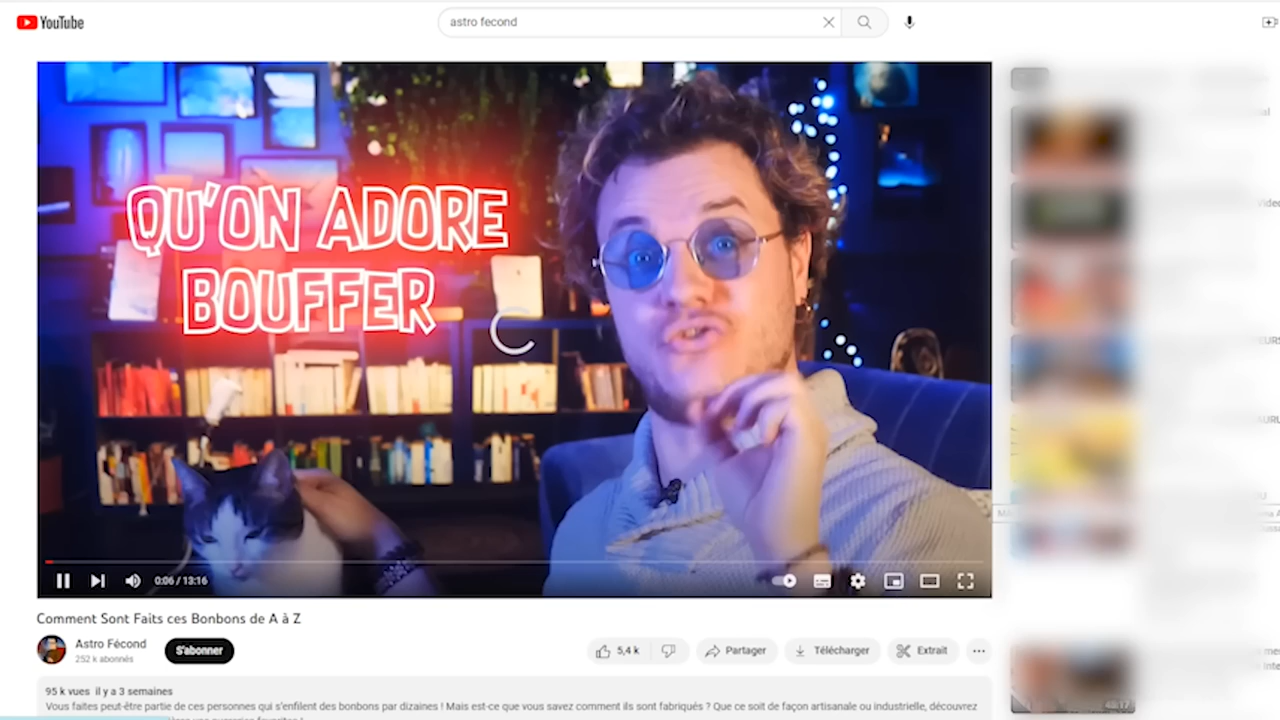 YouTube
astro fecond
QU'ON ADORE
BOUFFER
0:06 / 13:16
Comment Sont Faits ces Bonbons de A à Z
Astro Fécond
252 k abonnés
S'abonner
5,4 k
Partager
Télécharger
Extrait
95 k vues il y a 3 semaines
Vous faites peut-être partie de ces personnes qui s'enfilent des bonbons par dizaines ! Mais est-ce que vous savez comment ils sont fabriqués ? Que ce soit de façon artisanale ou industrielle, découvrez